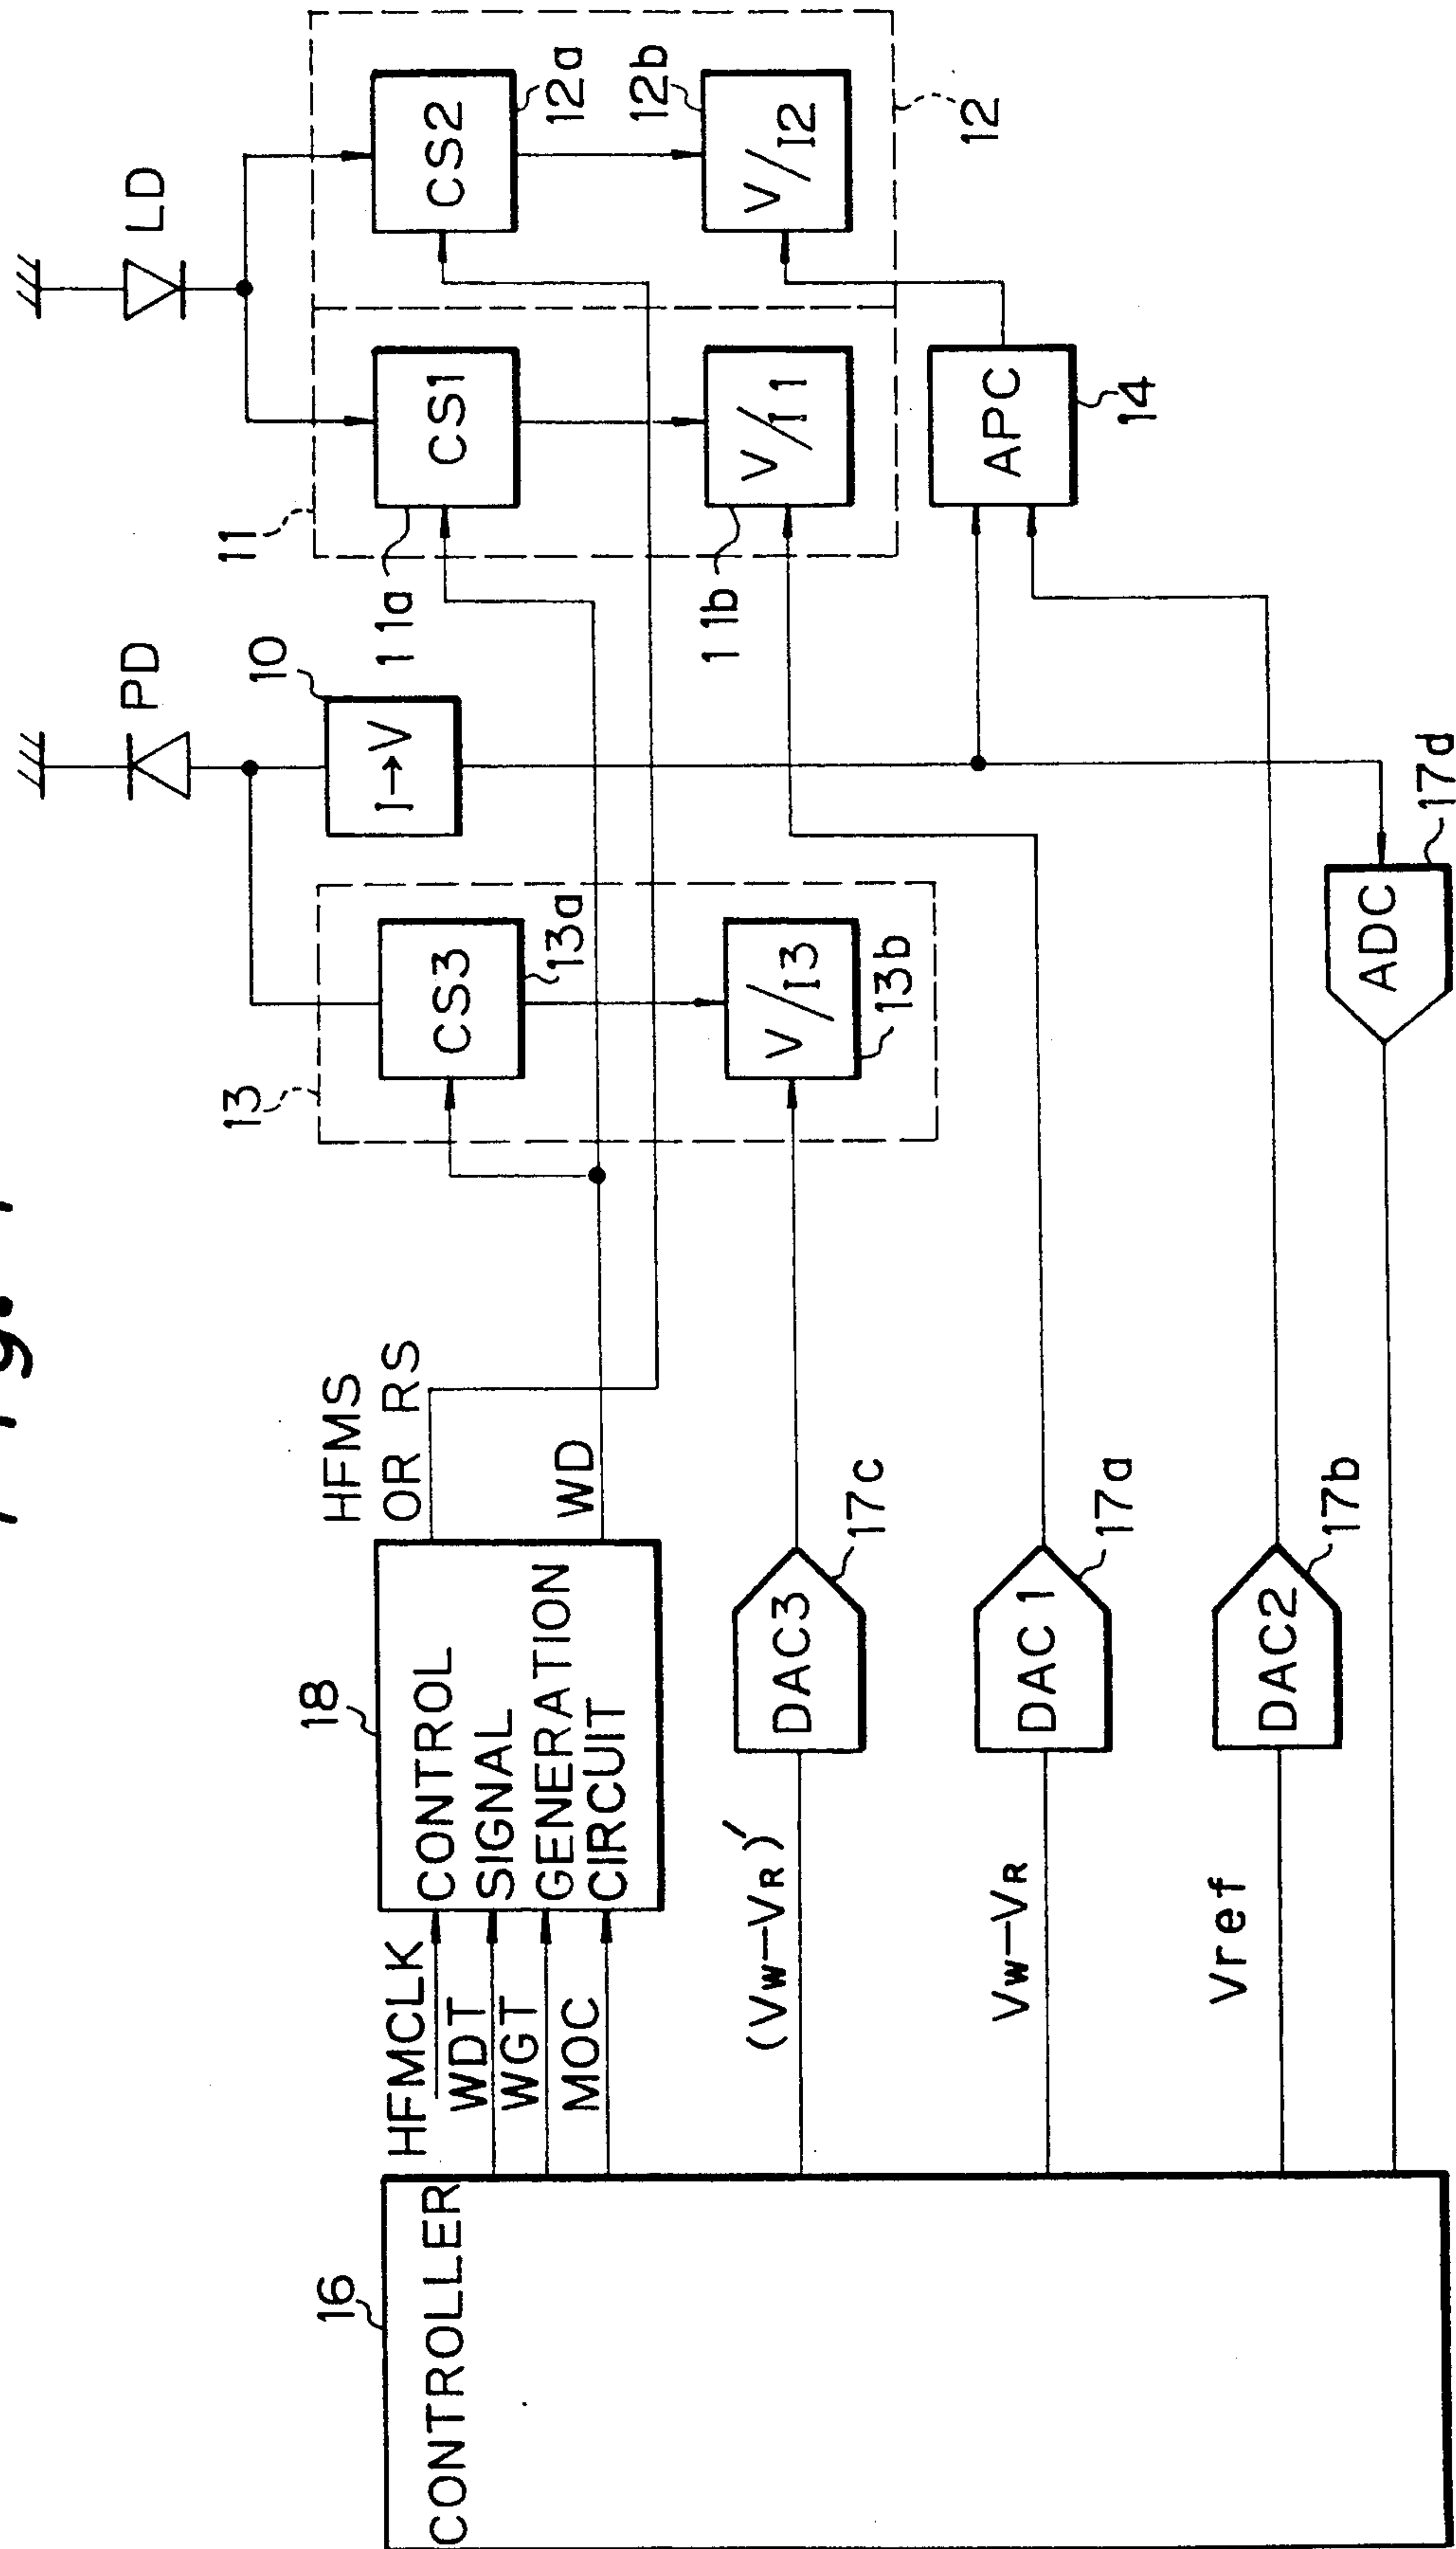 CONTROLLER
16
HFMCLK
WDT
WGT
MOC
18
CONTROL
SIGNAL
GENERATION
CIRCUIT
HFMS
OR RS
WD
(VW—VR)′
DAC3
17c
VW—VR
DAC1
17a
Vref
DAC2
17b
13
CS3
13a
V/I3
13b
ADC
17d
PD
10
I→V
11
11a
CS1
11b
V/I1
LD
CS2
12a
12b
V/I2
12
APC
14